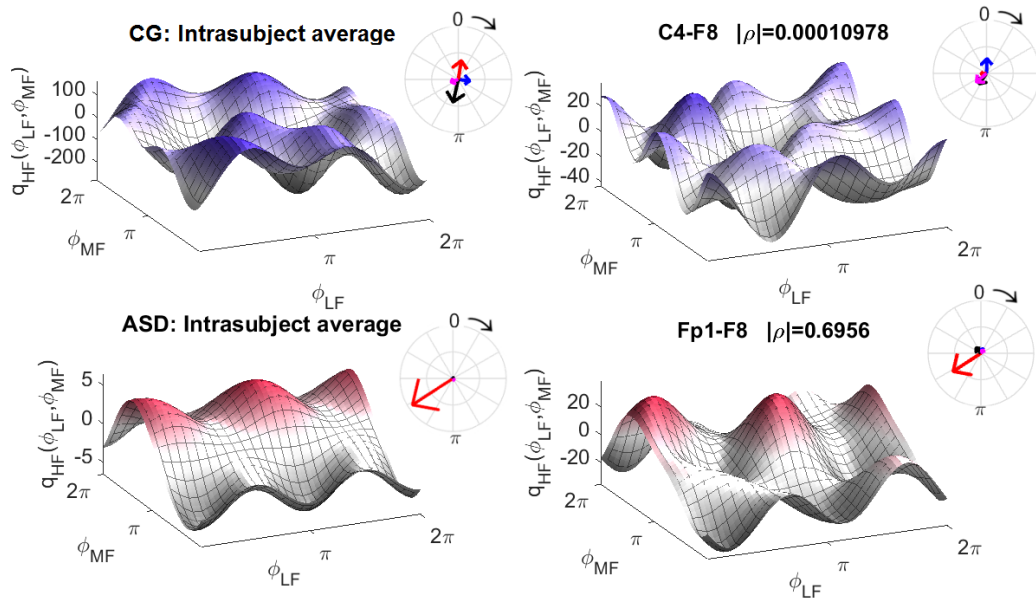 CG: Intrasubject average
0
π
q_HF(ϕ_LF,ϕ_MF)
100
0
-100
-200
2π
π
ϕ_MF
π
2π
ϕ_LF
C4-F8 |ρ|=0.00010978
0
π
q_HF(ϕ_LF,ϕ_MF)
20
0
-20
-40
2π
π
ϕ_MF
π
2π
ϕ_LF
ASD: Intrasubject average
0
π
q_HF(ϕ_LF,ϕ_MF)
5
0
-5
2π
π
ϕ_MF
π
2π
ϕ_LF
Fp1-F8 |ρ|=0.6956
0
π
q_HF(ϕ_LF,ϕ_MF)
20
0
-20
2π
π
ϕ_MF
π
2π
ϕ_LF